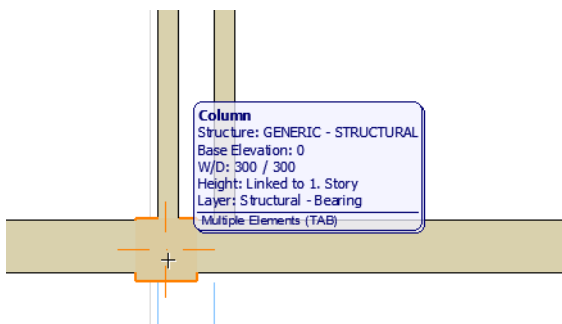 Column
Structure: GENERIC - STRUCTURAL
Base Elevation: 0
W/D: 300 / 300
Height: Linked to 1. Story
Layer: Structural - Bearing
Multiple Elements (TAB)